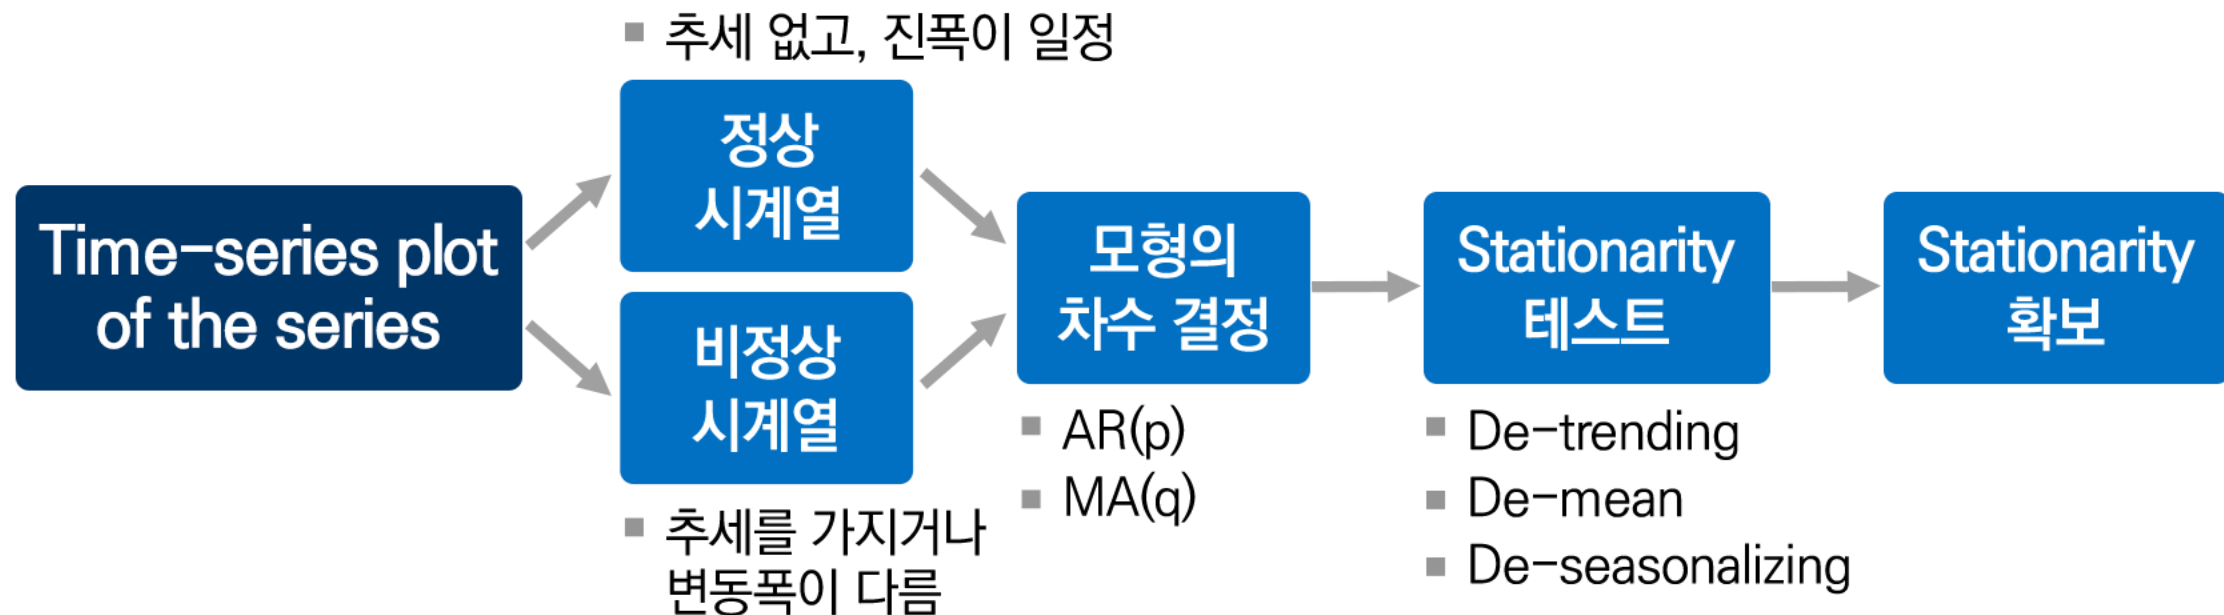 추세 없고, 진폭이 일정
정상
시계열
Time-series plot
of the series
비정상
시계열
추세를 가지거나
변동폭이 다름
모형의
차수 결정
AR(p)
MA(q)
Stationarity
테스트
De-trending
De-mean
De-seasonalizing
Stationarity
확보